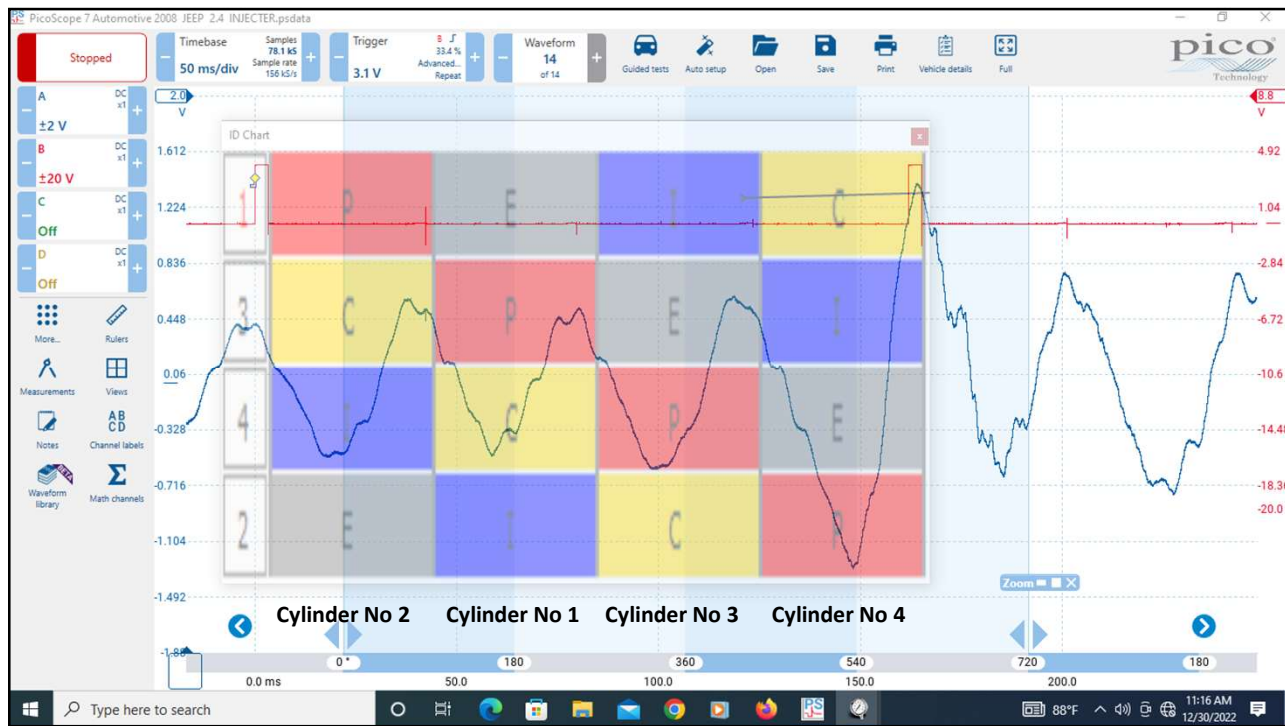 PicoScope 7 Automotive 2008 JEEP 2.4 INJECTER.psdata
Stopped
Timebase
50 ms/div
Samples
78.1 kS
Sample rate
156 kS/s
Trigger
3.1 V
B
33.4 %
Advanced...
Repeat
Waveform
14
of 14
Guided tests
Auto setup
Open
Save
Print
Vehicle details
Full
pico
Technology
A
DC
x1
±2 V
B
DC
x1
±20 V
C
DC
x1
Off
D
DC
x1
Off
More...
Rulers
Measurements
Views
Notes
Channel labels
Waveform library
BETA
Math channels
2.0
V
1.612
1.224
0.836
0.448
0.06
-0.328
-0.716
-1.104
-1.492
-1.88
8.8
V
4.92
1.04
-2.84
-6.72
-10.6
-14.48
-18.36
-20.0
ID Chart
x
1 P E I C
3 C P E I
4 I C P E
2 E I C P
Cylinder No 2 Cylinder No 1 Cylinder No 3 Cylinder No 4
Zoom
0° 180 360 540 720 180
0.0 ms 50.0 100.0 150.0 200.0
Type here to search
88°F
11:16 AM
12/30/2022